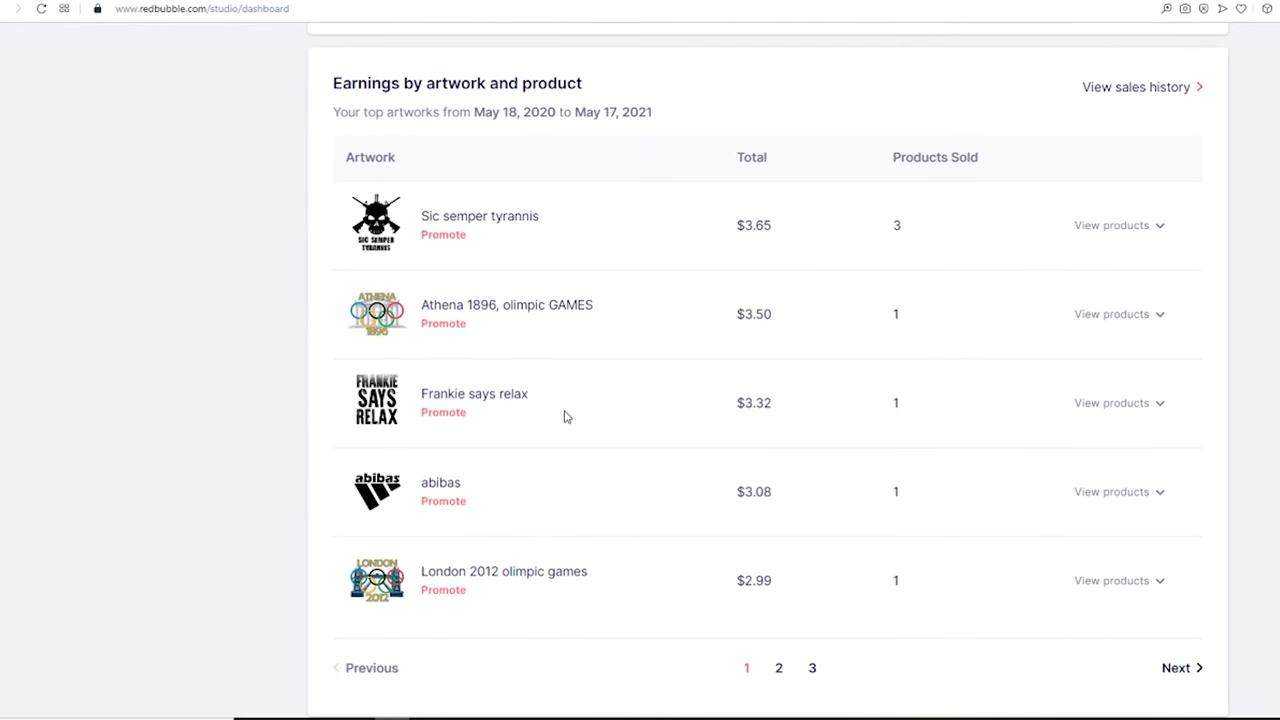 www.redbubble.com/studio/dashboard
Earnings by artwork and product
View sales history
Your top artworks from May 18, 2020 to May 17, 2021
Artwork Total Products Sold
SIC SEMPER
TYRANNIS
Sic semper tyrannis
Promote
$3.65
3
View products
ATHENA
1896
Athena 1896, olimpic GAMES
Promote
$3.50
1
View products
FRANKIE
SAYS
RELAX
Frankie says relax
Promote
$3.32
1
View products
abibas
abibas
Promote
$3.08
1
View products
LONDON
2012
London 2012 olimpic games
Promote
$2.99
1
View products
Previous 1 2 3 Next